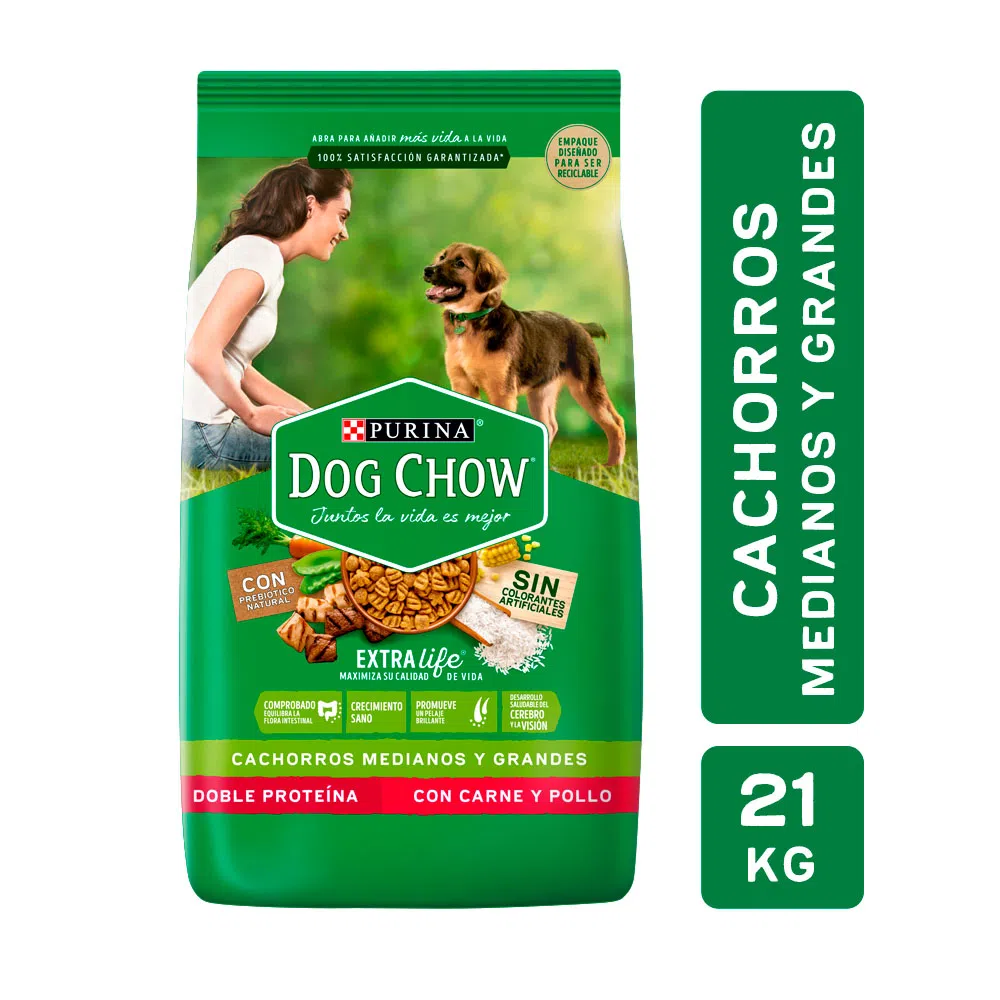 ABRA PARA AÑADIR más vida A LA VIDA
100% SATISFACCIÓN GARANTIZADA*
EMPAQUE
DISEÑADO
PARA SER
RECICLABLE
PURINA®
DOG CHOW®
Juntos la vida es mejor
CON
PREBIÓTICO
NATURAL
SIN
COLORANTES
ARTIFICIALES
EXTRA life®
MAXIMIZA SU CALIDAD DE VIDA
COMPROBADO
EQUILIBRA LA
FLORA INTESTINAL
CRECIMIENTO
SANO
PROMUEVE
UN PELAJE
BRILLANTE
DESARROLLO
SALUDABLE DEL
CEREBRO
Y LA VISIÓN
CACHORROS MEDIANOS Y GRANDES
DOBLE PROTEÍNA
CON CARNE Y POLLO
CACHORROS
MEDIANOS Y GRANDES
21
KG